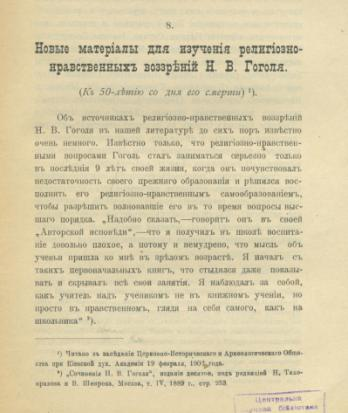 8.
Новые матеріалы для изученія религіозно-
нравственныхъ воззрѣній Н. В. Гоголя.
(Къ 50-лѣтію со дня его смерти) ¹).
Объ источникахъ религіозно-нравственныхъ воззрѣній
Н. В. Гоголя въ нашей литературѣ до сихъ поръ извѣстно
очень немного. Извѣстно только, что религіозно-нравствен-
ными вопросами Гоголь сталъ заниматься серьезно только
въ послѣднія 9 лѣтъ своей жизни, когда онъ почувствовалъ
недостаточность своего прежняго образованія и рѣшился вос-
полнить его религіозно-нравственнымъ самообразованіемъ,
чтобы разрѣшить волновавшіе его въ то время вопросы выс-
шаго порядка. „Надобно сказать,—говоритъ онъ въ своей
„Авторской исповѣди“,—что я получилъ въ школѣ воспита-
ніе довольно плохое, а потому и немудрено, что мысль объ
ученьи пришла ко мнѣ въ зрѣломъ возрастѣ. Я началъ съ
такихъ первоначальныхъ книгъ, что стыдился даже показы-
вать и скрывалъ всѣ свои занятія. Я наблюдалъ за собой,
какъ учитель надъ ученикомъ не въ книжномъ ученіи, но
просто въ нравственномъ, глядя на себя самого, какъ на
школьника“ ²).
¹) Читано въ засѣданіи Церковно-Историческаго и Археологическаго Обще-
ства при Кіевской дух. Академіи 19 февраля, 1902 года.
²) „Сочиненія Н. В. Гоголя“, изданіе десятое, подъ редакціей Н. Тихо-
нравова и В. Шенрока, Москва, т. IV, 1889 г., стр. 253.
Центральна
наукова бібліотека